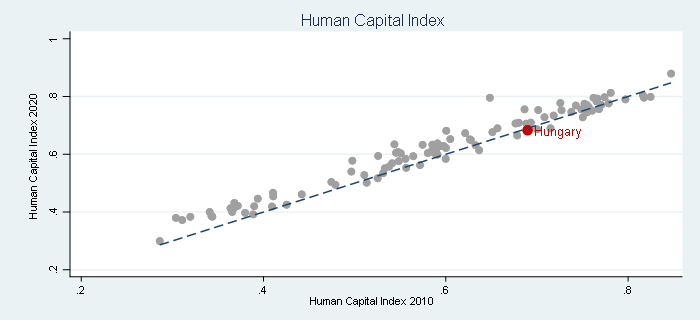 Human Capital Index
Human Capital Index 2020
1
.8
.6
.4
.2
Hungary
.2 .4 .6 .8
Human Capital Index 2010